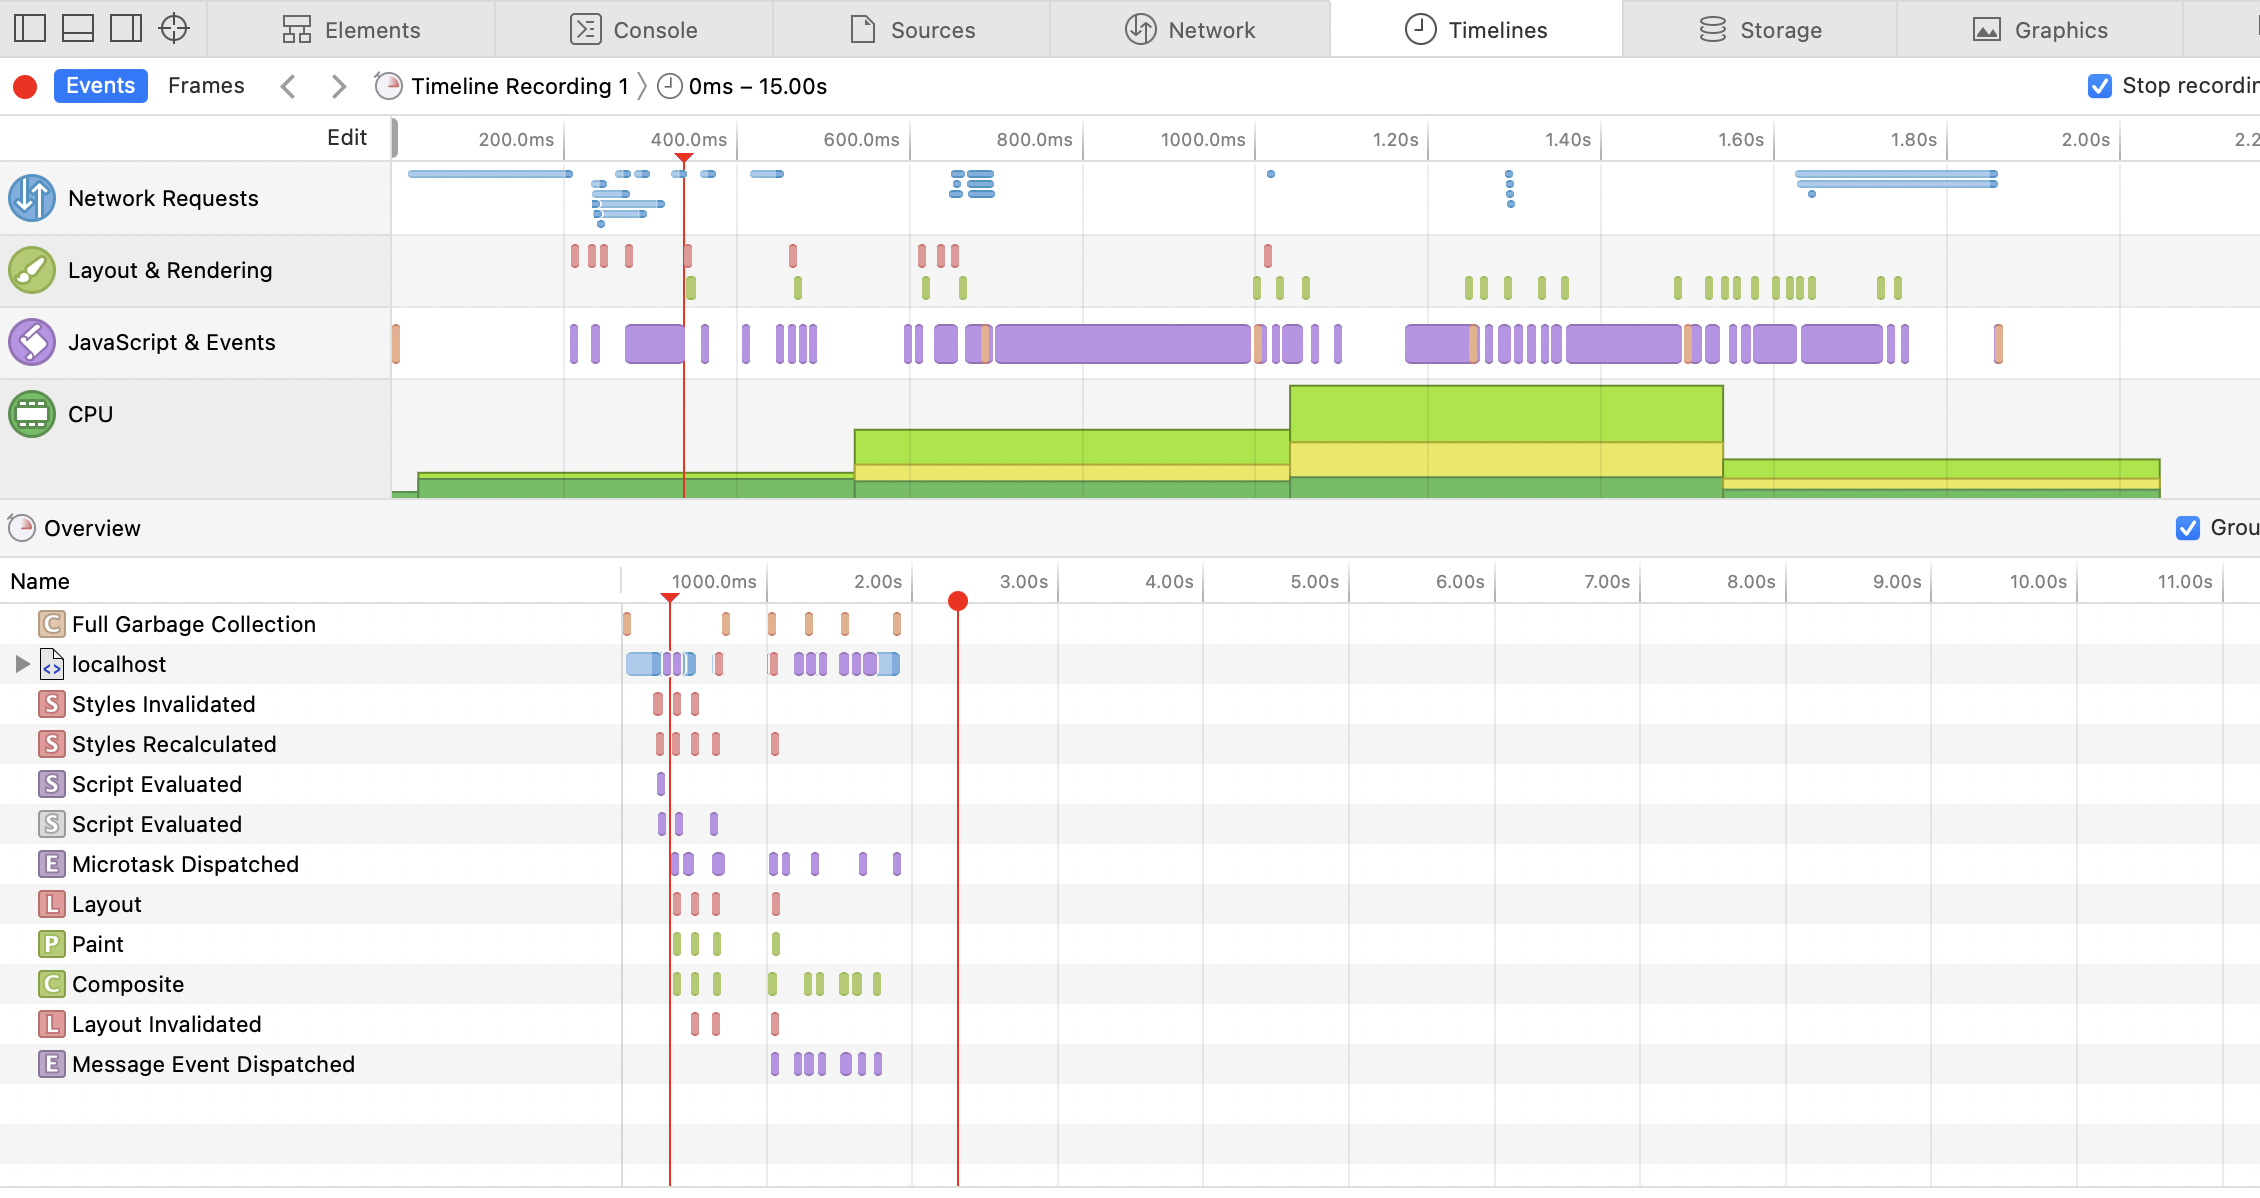 Elements Console Sources Network Timelines Storage Graphics
Events Frames Timeline Recording 1 0ms – 15.00s Stop recordin
Edit 200.0ms 400.0ms 600.0ms 800.0ms 1000.0ms 1.20s 1.40s 1.60s 1.80s 2.00s 2.2
Network Requests
Layout & Rendering
JavaScript & Events
CPU
Overview Grou
Name 1000.0ms 2.00s 3.00s 4.00s 5.00s 6.00s 7.00s 8.00s 9.00s 10.00s 11.00s
C Full Garbage Collection
<> localhost
S Styles Invalidated
S Styles Recalculated
S Script Evaluated
S Script Evaluated
E Microtask Dispatched
L Layout
P Paint
C Composite
L Layout Invalidated
E Message Event Dispatched